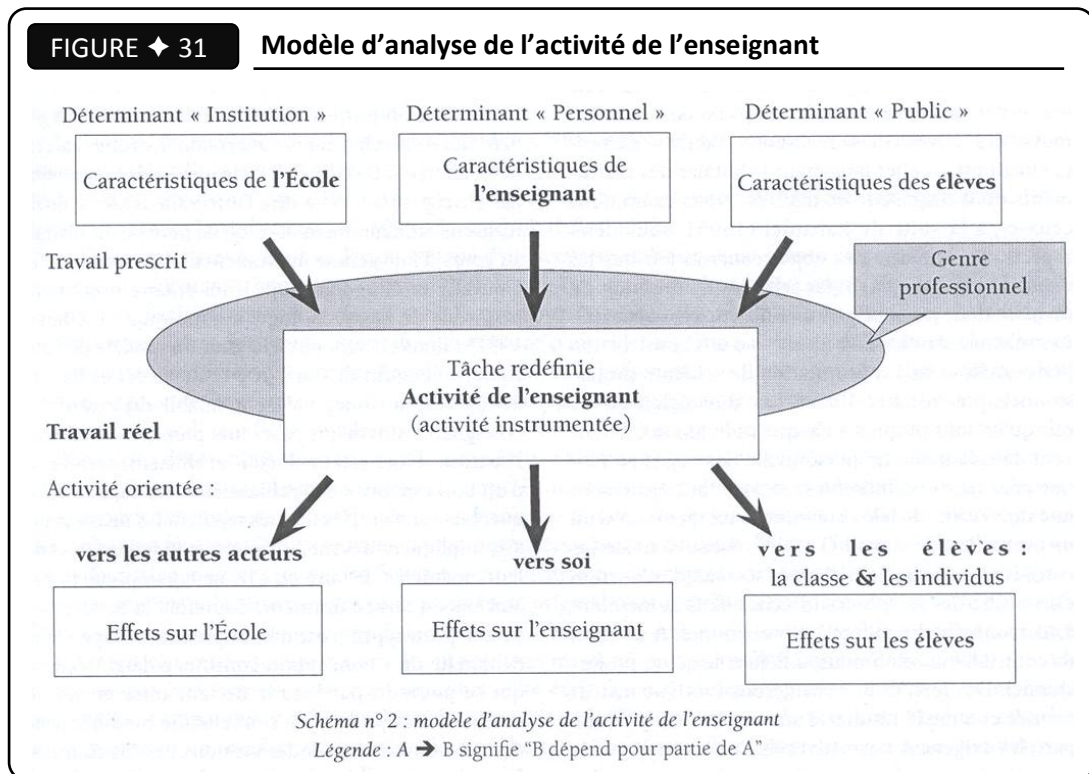 FIGURE ✦ 31
Modèle d’analyse de l’activité de l’enseignant
Déterminant « Institution »
Caractéristiques de l’École
Déterminant « Personnel »
Caractéristiques de
l’enseignant
Déterminant « Public »
Caractéristiques des élèves
Travail prescrit
Genre
professionnel
Tâche redéfinie
Activité de l’enseignant
(activité instrumentée)
Travail réel
Activité orientée :
vers les autres acteurs
Effets sur l’École
vers soi
Effets sur l’enseignant
vers les élèves :
la classe & les individus
Effets sur les élèves
Schéma n° 2 : modèle d’analyse de l’activité de l’enseignant
Légende : A ➔ B signifie “B dépend pour partie de A”